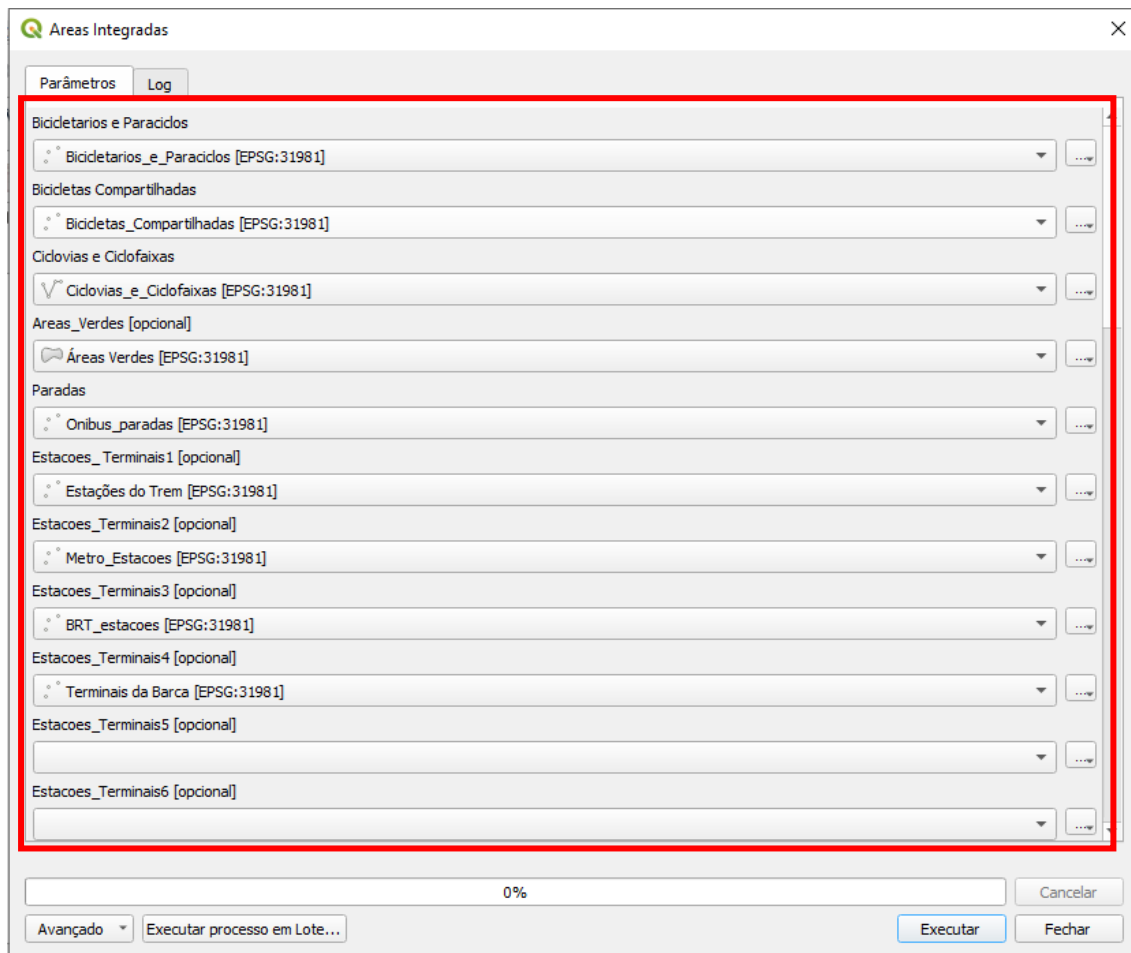 Areas Integradas
Parâmetros
Log
Bicicletarios e Paraciclos
Bicicletarios_e_Paraciclos [EPSG:31981]
...
Bicicletas Compartilhadas
Bicicletas_Compartilhadas [EPSG:31981]
...
Ciclovias e Ciclofaixas
Ciclovias_e_Ciclofaixas [EPSG:31981]
...
Areas_Verdes [opcional]
Áreas Verdes [EPSG:31981]
...
Paradas
Onibus_paradas [EPSG:31981]
...
Estacoes_ Terminais1 [opcional]
Estações do Trem [EPSG:31981]
...
Estacoes_Terminais2 [opcional]
Metro_Estacoes [EPSG:31981]
...
Estacoes_Terminais3 [opcional]
BRT_estacoes [EPSG:31981]
...
Estacoes_Terminais4 [opcional]
Terminais da Barca [EPSG:31981]
...
Estacoes_Terminais5 [opcional]
...
Estacoes_Terminais6 [opcional]
...
0%
Cancelar
Avançado
Executar processo em Lote...
Executar
Fechar